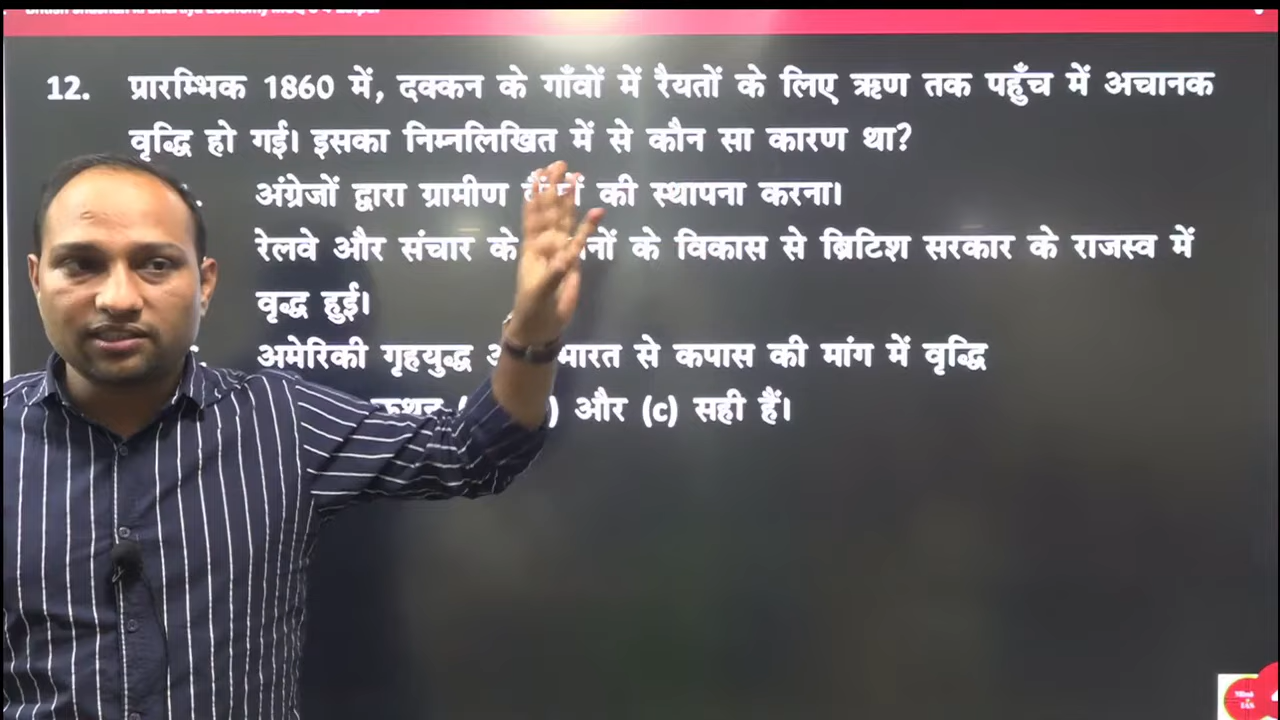 12. प्रारम्भिक 1860 में, दक्कन के गाँवों में रैयतों के लिए ऋण तक पहुँच में अचानक
वृद्धि हो गई। इसका निम्नलिखित में से कौन सा कारण था?
अंग्रेजों द्वारा ग्रामीण की स्थापना करना।
रेलवे और संचार के के विकास से ब्रिटिश सरकार के राजस्व में
वृद्ध हुई।
अमेरिकी गृहयुद्ध भारत से कपास की मांग में वृद्धि
और (c) सही हैं।